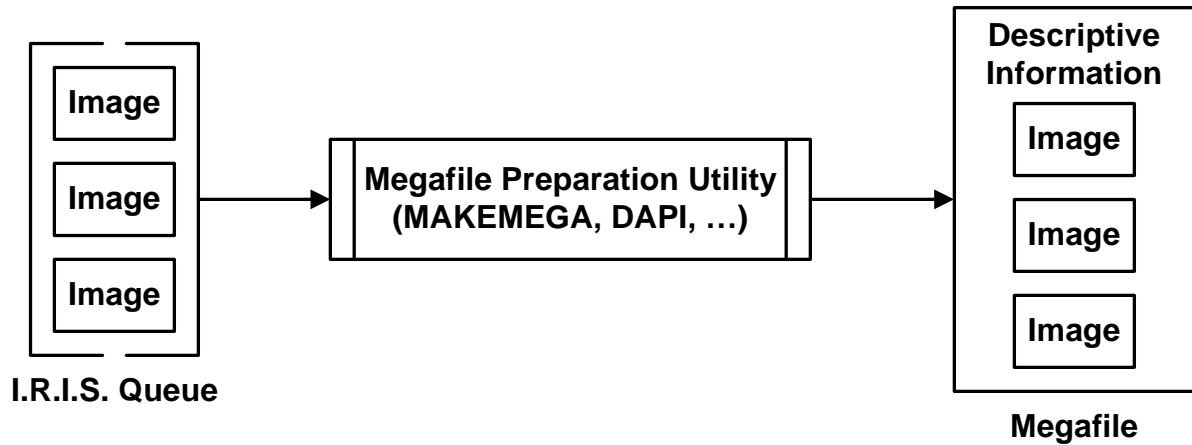 Image
Image
Image
I.R.I.S. Queue
Megafile Preparation Utility
(MAKEMEGA, DAPI, …)
Descriptive
Information
Image
Image
Image
Megafile